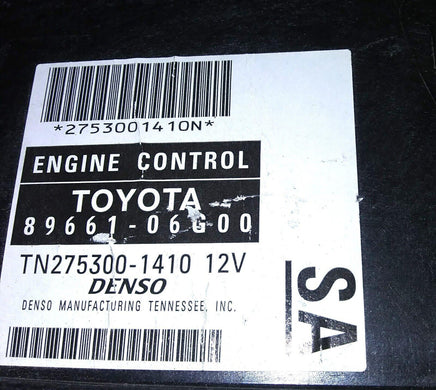 *2753001410N*
ENGINE CONTROL
TOYOTA
89661-06G00
TN275300-1410 12V
DENSO
DENSO MANUFACTURING TENNESSEE, INC.
SA